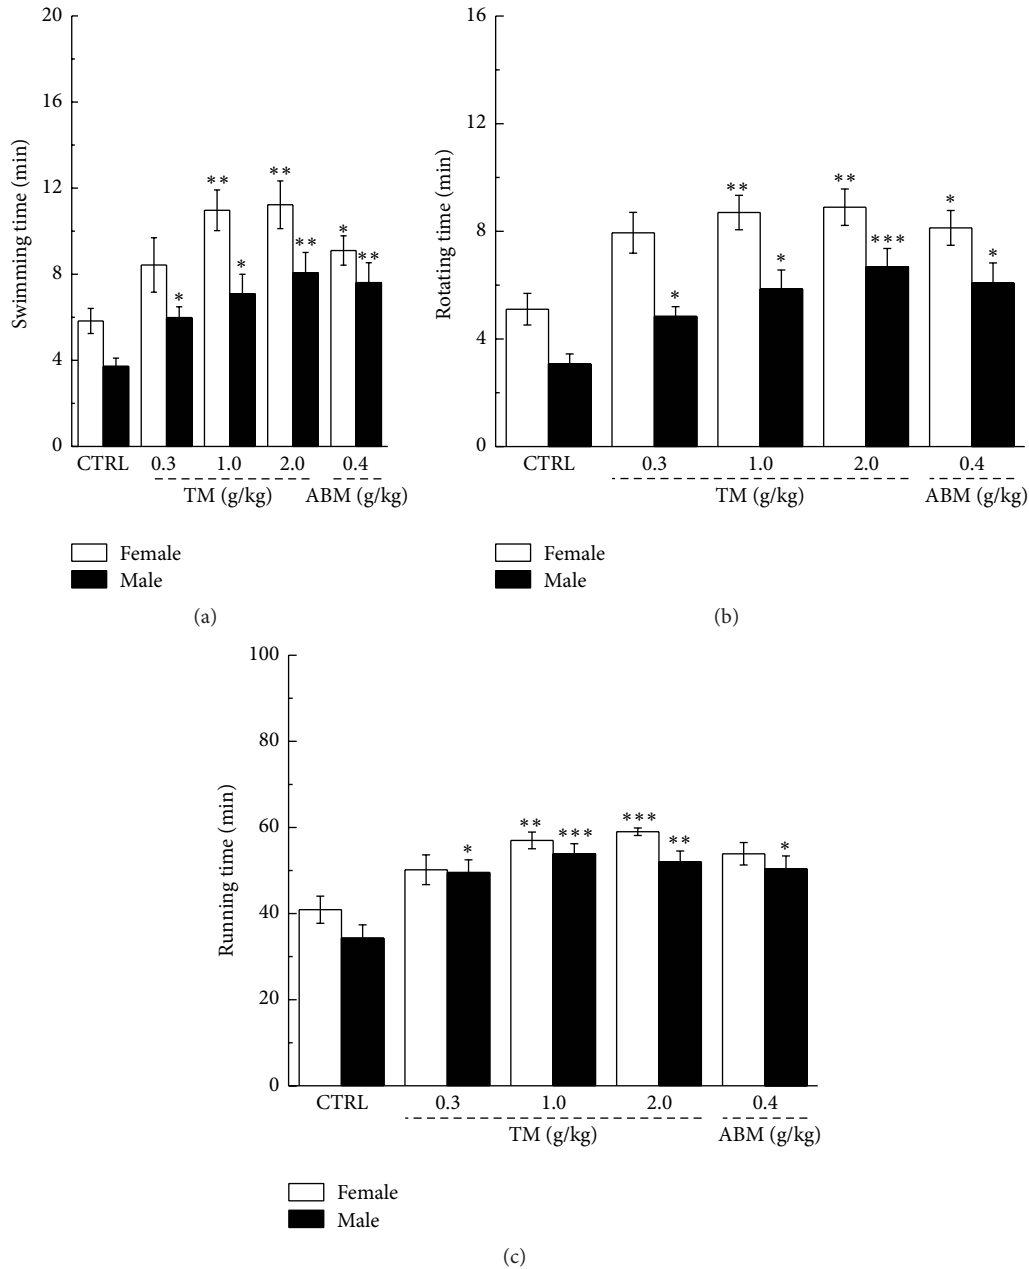 20
16
12
8
4
0
Swimming time (min)
**
**
*
*
*
**
*
**
CTRL 0.3 1.0 2.0 0.4
TM (g/kg) ABM (g/kg)
Female
Male
(a)
16
12
8
4
0
Rotating time (min)
**
**
*
***
*
*
*
CTRL 0.3 1.0 2.0 0.4
TM (g/kg) ABM (g/kg)
Female
Male
(b)
100
80
60
40
20
0
Running time (min)
*
**
***
***
**
*
CTRL 0.3 1.0 2.0 0.4
TM (g/kg) ABM (g/kg)
Female
Male
(c)